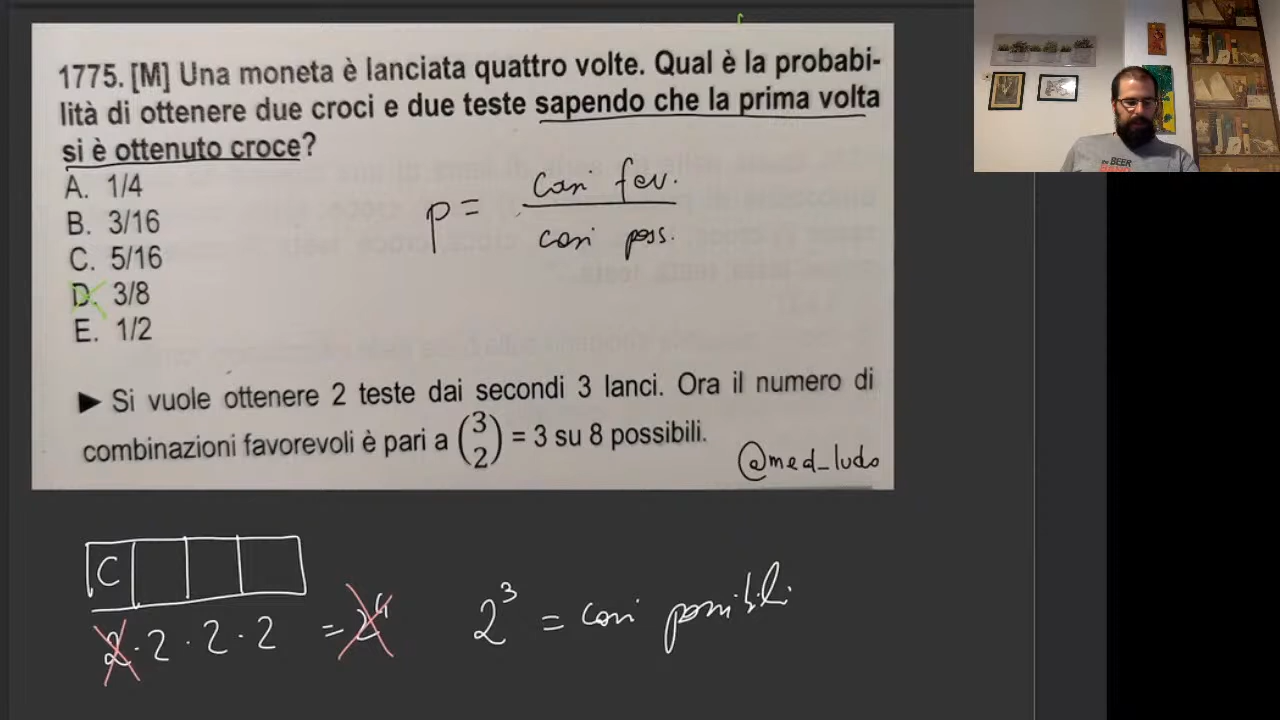 1775. [M] Una moneta è lanciata quattro volte. Qual è la probabi-
lità di ottenere due croci e due teste sapendo che la prima volta
si è ottenuto croce?
A. 1/4
B. 3/16
C. 5/16
D. 3/8
E. 1/2
p = casi fav.
casi poss.
► Si vuole ottenere 2 teste dai secondi 3 lanci. Ora il numero di
combinazioni favorevoli è pari a (3 2) = 3 su 8 possibili.
@med_ludo
C
2 · 2 · 2 · 2 = 2⁴
2³ = casi possibili
the BEER